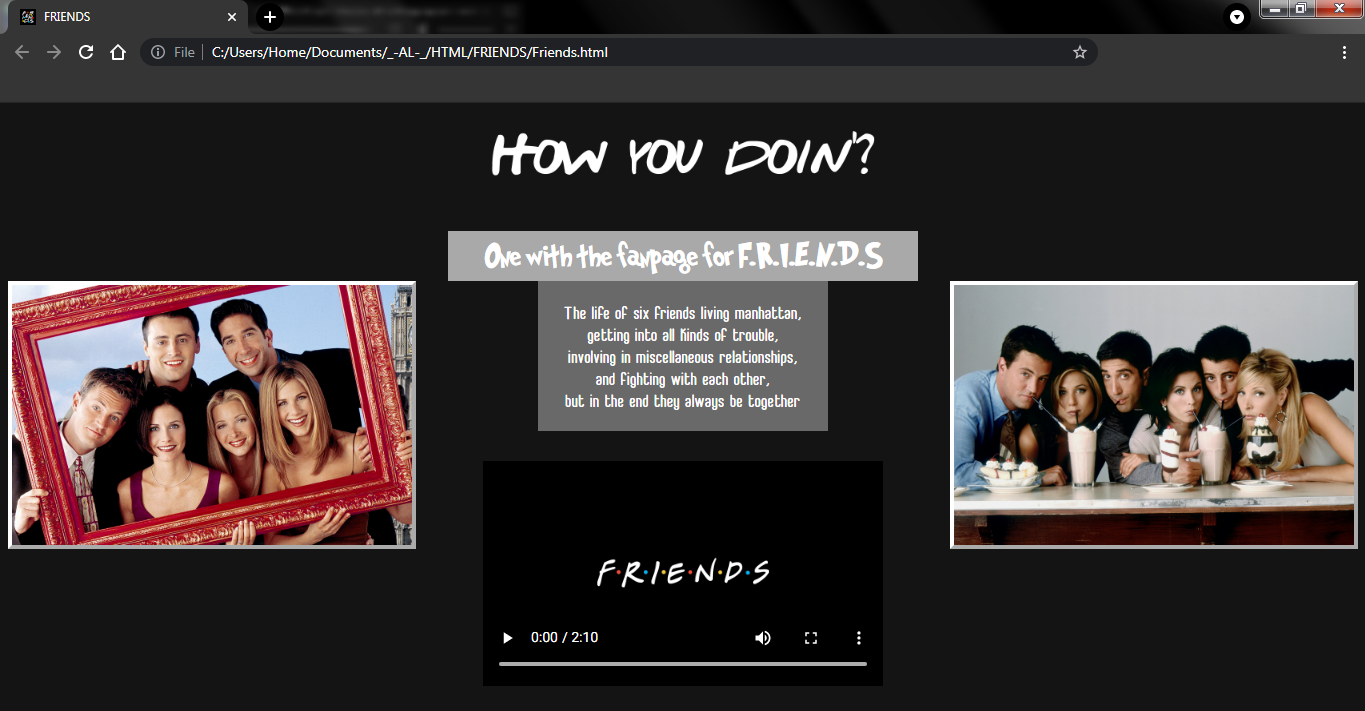 FRIENDS
File
C:/Users/Home/Documents/_-AL-_/HTML/FRIENDS/Friends.html
How you doin'?
One with the fanpage for F.R.I.E.N.D.S
The life of six friends living manhattan,
getting into all kinds of trouble,
involving in miscellaneous relationships,
and fighting with each other,
but in the end they always be together
F·R·I·E·N·D·S
0:00 / 2:10